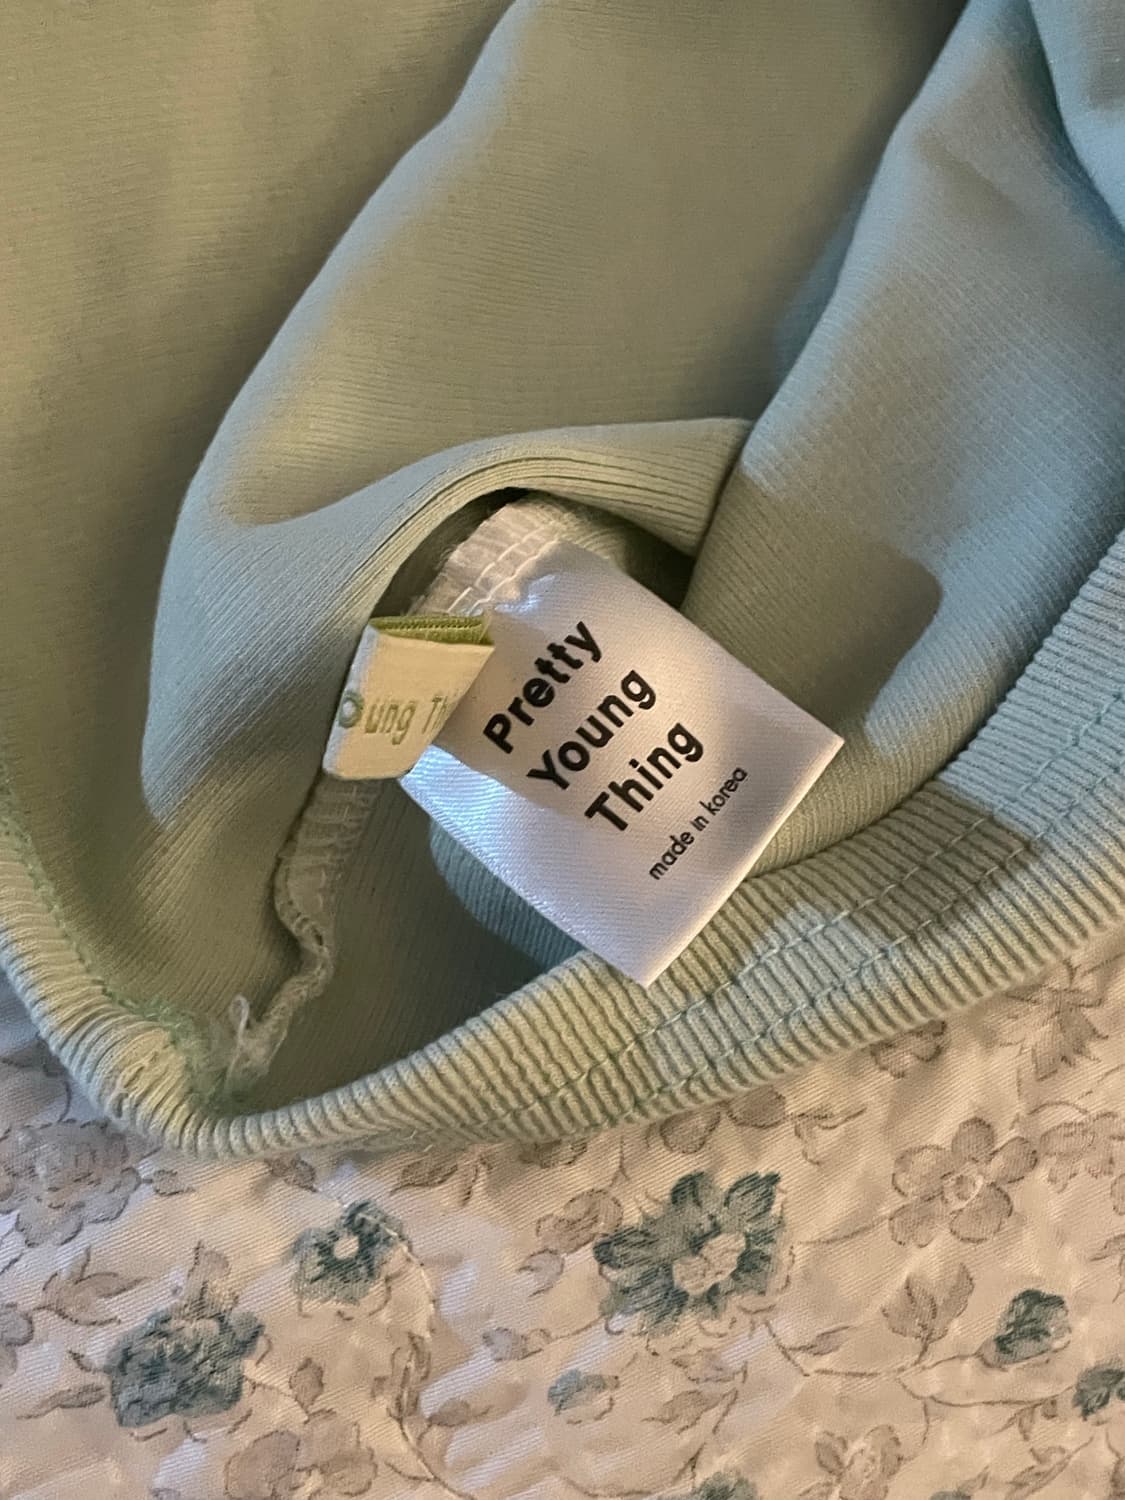 Pretty
Young
Thing
made in korea
ung Th